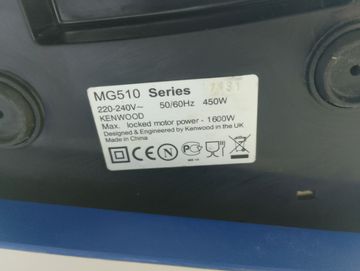 MG510 Series
220-240V~ 50/60Hz 450W
KENWOOD
Max. locked motor power - 1600W
Designed & Engineered by Kenwood in the UK
Made in China